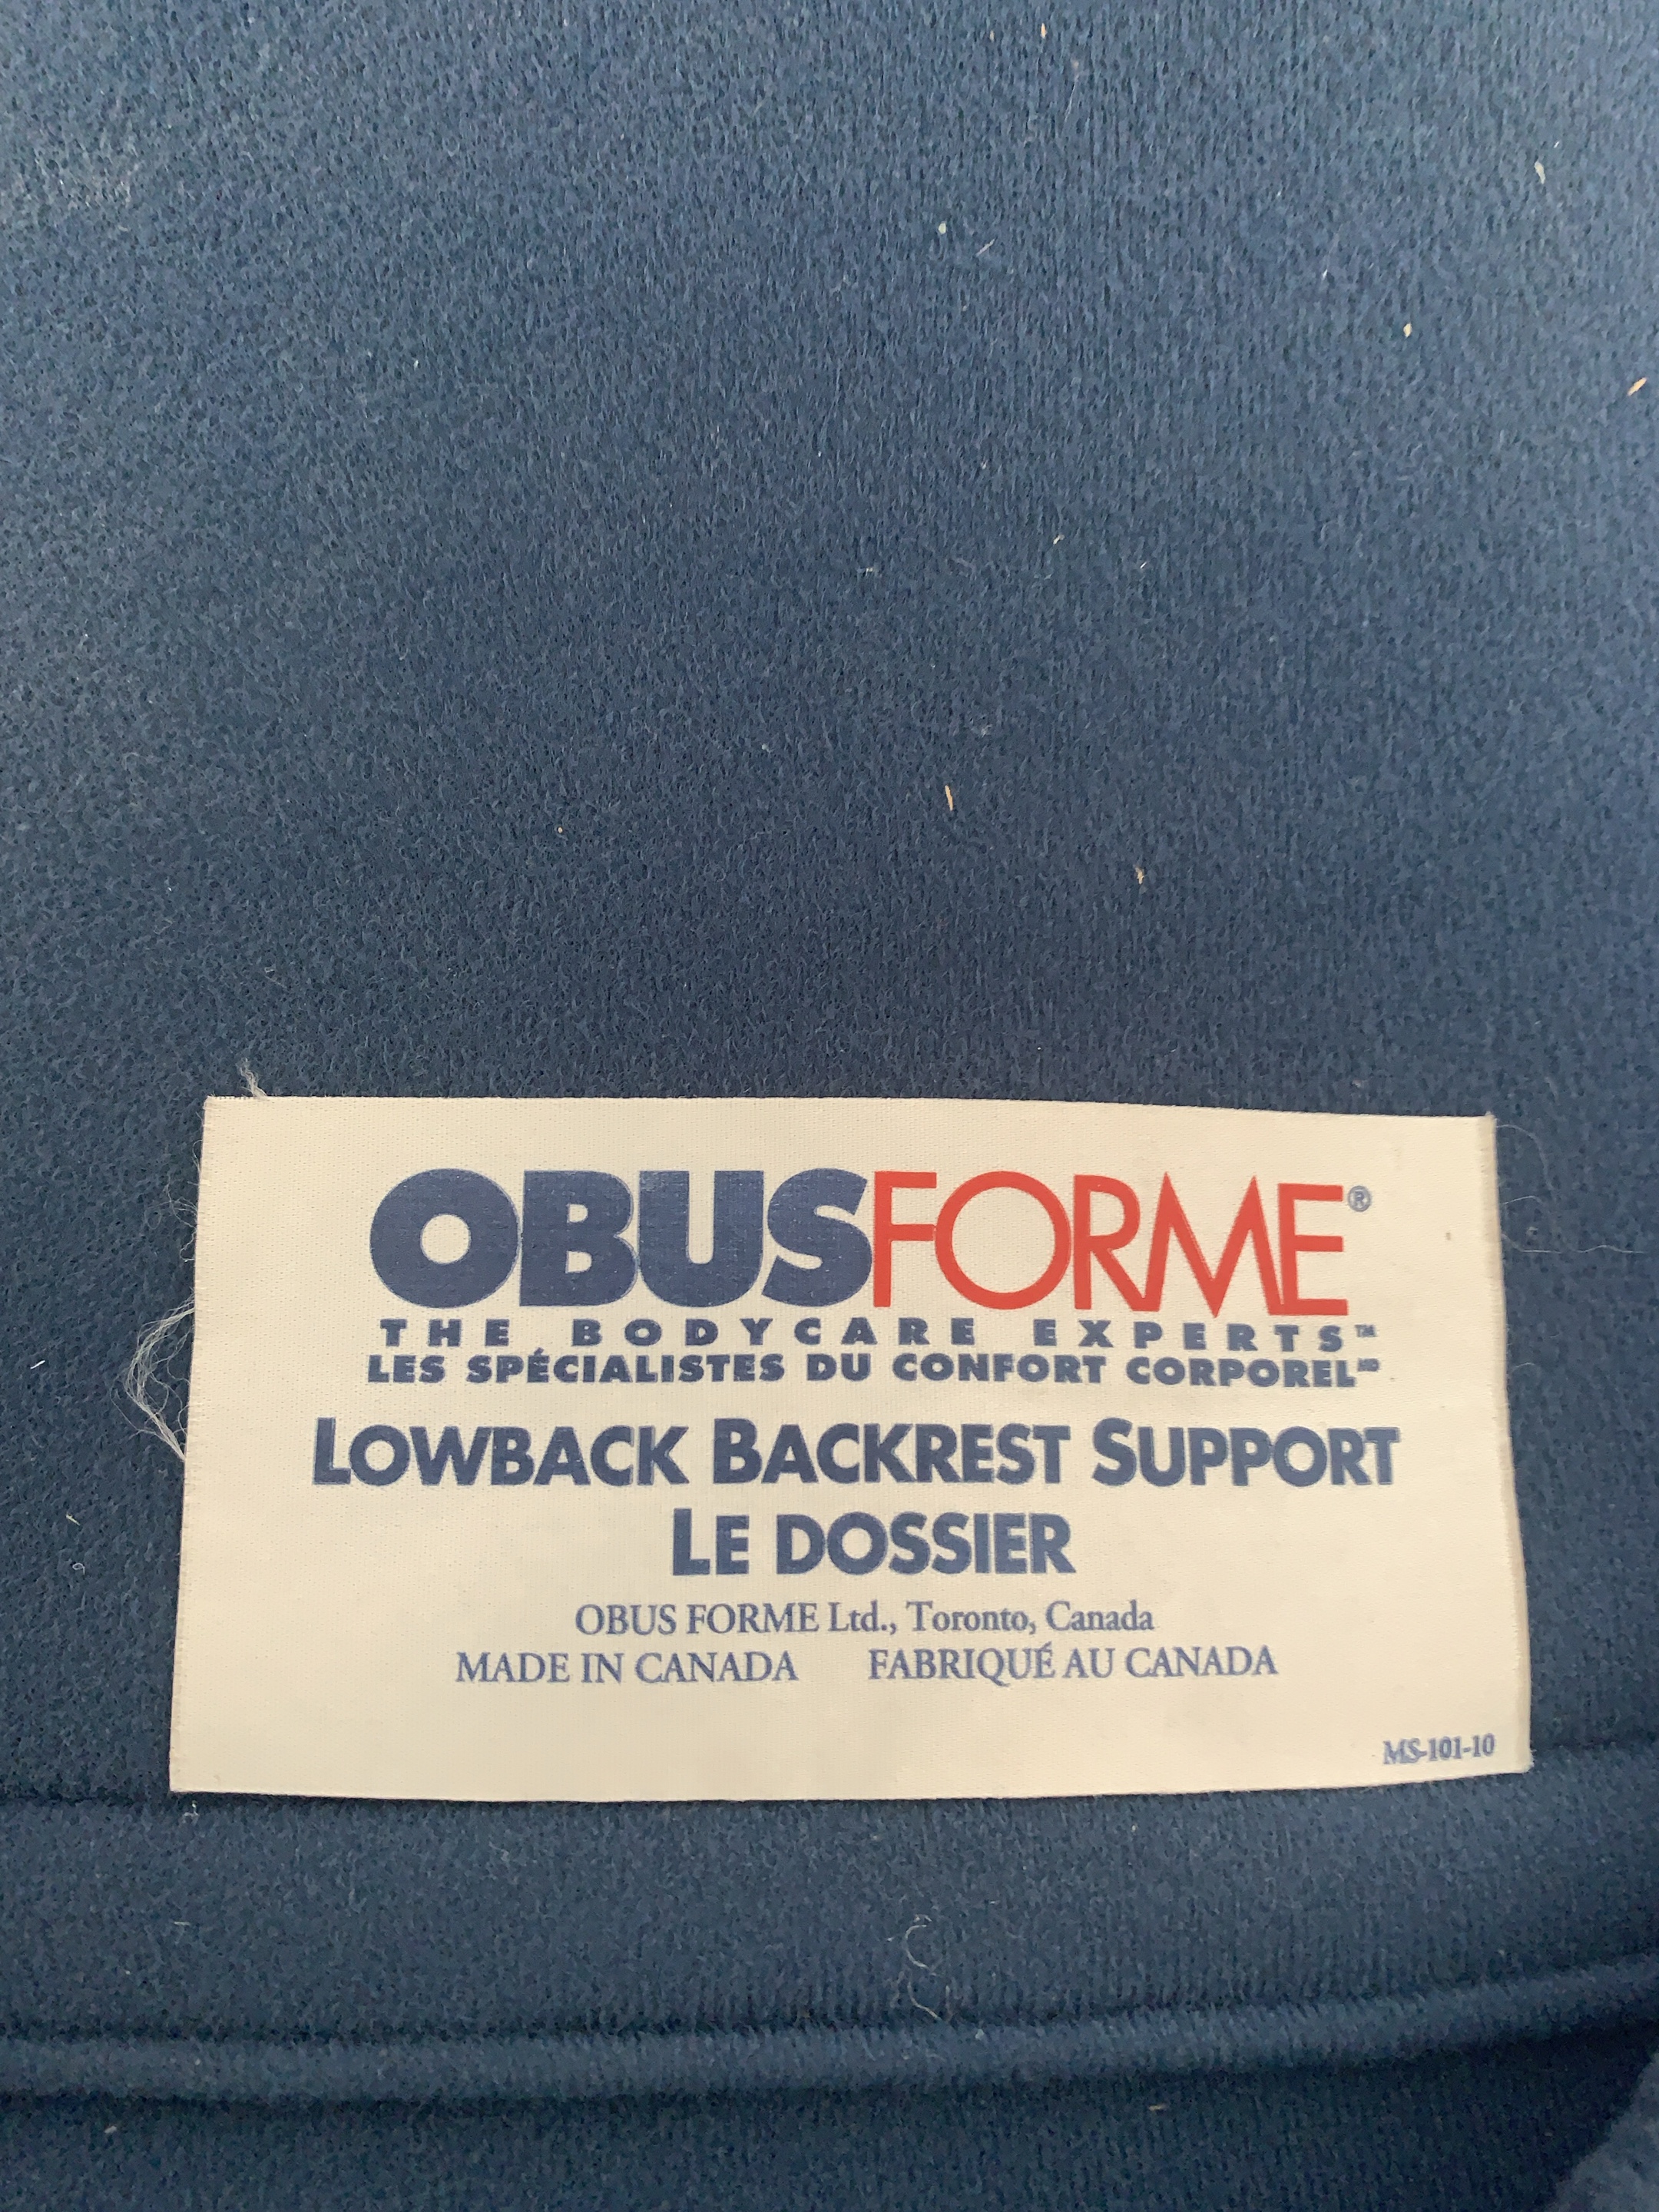 OBUSFORME®
THE BODYCARE EXPERTS™
LES SPÉCIALISTES DU CONFORT CORPOREL MD
LOWBACK BACKREST SUPPORT
LE DOSSIER
OBUS FORME Ltd., Toronto, Canada
MADE IN CANADA FABRIQUÉ AU CANADA
MS-101-10